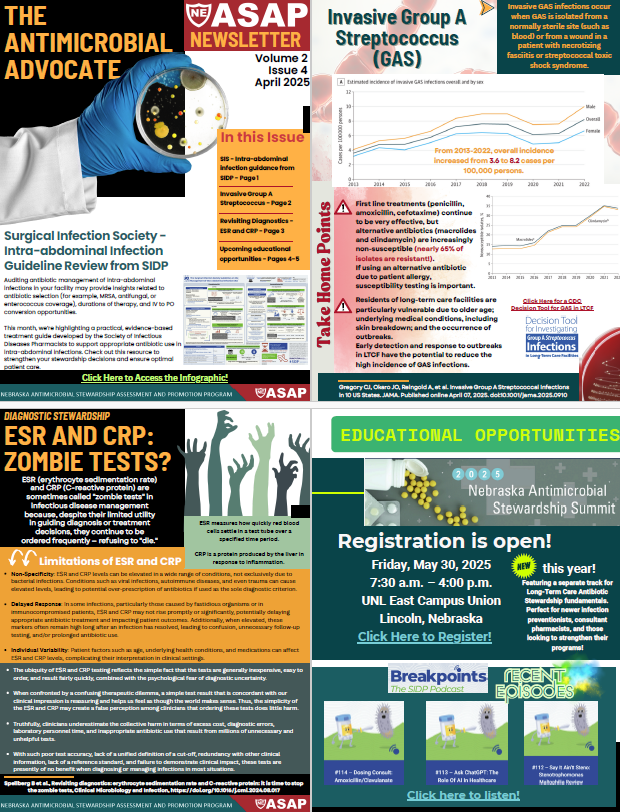 THE
ANTIMICROBIAL
ADVOCATE
NE ASAP
NEWSLETTER
Volume 2
Issue 4
April 2025
In this Issue
SIS - Intra-abdominal
infection guidance from
SIDP - Page 1
Invasive Group A
Streptococcus - Page 2
Revisiting Diagnostics -
ESR and CRP - Page 3
Upcoming educational
opportunities - Pages 4-5
Surgical Infection Society -
Intra-abdominal Infection
Guideline Review from SIDP
Auditing antibiotic management of intra-abdominal
infections in your facility may provide insights related to
antibiotic selection (for example, MRSA, antifungal, or
enterococcus coverage), durations of therapy, and IV to PO
conversion opportunities.
This month, we're highlighting a practical, evidence-based
treatment guide developed by the Society of Infectious
Diseases Pharmacists to support appropriate antibiotic use in
intra-abdominal infections. Check out this resource to
strengthen your stewardship decisions and ensure optimal
patient care.
Click Here to Access the Infographic!
NEBRASKA ANTIMICROBIAL STEWARDSHIP ASSESSMENT AND PROMOTION PROGRAM
ASAP
Invasive Group A
Streptococcus
(GAS)
Invasive GAS infections occur
when GAS is isolated from a
normally sterile site (such as
blood) or from a wound in a
patient with necrotizing
fasciitis or streptococcal toxic
shock syndrome.
A Estimated incidence of invasive GAS infections overall and by sex
Cases per 100000 persons
12
10
8
6
4
2
0
Male
Overall
Female
From 2013-2022, overall incidence
increased from 3.6 to 8.2 cases per
100,000 persons.
2013 2014 2015 2016 2017 2018 2019 2020 2021 2022
Take Home Points
First line treatments (penicillin,
amoxicillin, cefotaxime) continue
to be very effective, but
alternative antibiotics (macrolides
and clindamycin) are increasingly
non-susceptible (nearly 65% of
isolates are resistant!).
If using an alternative antibiotic
due to patient allergy,
susceptibility testing is important.
Residents of long-term care facilities are
particularly vulnerable due to older age;
underlying medical conditions, including
skin breakdown; and the occurrence of
outbreaks.
Early detection and response to outbreaks
in LTCF have the potential to reduce the
high incidence of GAS infections.
Macrolides
Clindamycin
Click Here for a CDC
Decision Tool for GAS in LTCF
Decision Tool
for Investigating
Group A Strep
Infections
in Long-Term Care Facilities
Gregory CJ, Okaro JO, Reingold A, et al. Invasive Group A Streptococcal Infections
in 10 US States. JAMA. Published online April 07, 2025. doi:10.1001/jama.2025.0910
DIAGNOSTIC STEWARDSHIP
ESR AND CRP:
ZOMBIE TESTS?
ESR (erythrocyte sedimentation rate)
and CRP (C-reactive protein) are
sometimes called "zombie tests" in
infectious disease management
because, despite their limited utility
in guiding diagnosis or treatment
decisions, they continue to be
ordered frequently – refusing to "die."
ESR measures how quickly red blood
cells settle in a test tube over a
specified time period.
CRP is a protein produced by the liver in
response to inflammation.
Limitations of ESR and CRP
Non-Specificity: ESR and CRP levels can be elevated in a wide range of conditions, not exclusively due to
bacterial infections. Conditions such as viral infections, autoimmune diseases, and even trauma can cause
elevated levels, leading to potential over-prescription of antibiotics if used as the sole diagnostic criterion.
Delayed Response: In some infections, particularly those caused by fastidious organisms or in
immunocompromised patients, ESR and CRP may not rise promptly or significantly, potentially delaying
appropriate antibiotic treatment and impacting patient outcomes. Additionally, when elevated, these
markers often remain high long after an infection has resolved, leading to confusion, unnecessary follow-up
testing, and/or prolonged antibiotic use.
Individual Variability: Patient factors such as age, underlying health conditions, and medications can affect
ESR and CRP levels, complicating their interpretation in clinical settings.
The ubiquity of ESR and CRP testing reflects the simple fact that the tests are generally inexpensive, easy to
order, and result fairly quickly, combined with the psychological fear of diagnostic uncertainty.
When confronted by a confusing therapeutic dilemma, a simple test result that is concordant with our
clinical impression is reassuring and helps us feel as though the world makes sense. Thus, the simplicity of
the ESR and CRP may create a false perception among clinicians that ordering these tests does little harm.
Truthfully, clinicians underestimate the collective harm in terms of excess cost, diagnostic errors,
laboratory personnel time, and inappropriate antibiotic use that result from millions of unnecessary and
unhelpful tests.
With such poor test accuracy, lack of a unified definition of a cut-off, redundancy with other clinical
information, lack of a reference standard, and failure to demonstrate clinical impact, these tests are
presently of no benefit when diagnosing or managing infections in most situations.
Spellberg B et al., Revisiting diagnostics: erythrocyte sedimentation rate and C-reactive protein: it is time to stop
the zombie tests, Clinical Microbiology and Infection, https://doi.org/10.1016/j.cmi.2024.08.017
NEBRASKA ANTIMICROBIAL STEWARDSHIP ASSESSMENT AND PROMOTION PROGRAM
ASAP
EDUCATIONAL OPPORTUNITIES
2025
Nebraska Antimicrobial
Stewardship Summit
Registration is open!
Friday, May 30, 2025
7:30 a.m. – 4:00 p.m.
UNL East Campus Union
Lincoln, Nebraska
Click Here to Register!
NEW this year!
Featuring a separate track for
Long-Term Care Antibiotic
Stewardship fundamentals.
Perfect for newer infection
preventionists, consultant
pharmacists, and those
looking to strengthen their
programs!
Breakpoints
The SIDP Podcast
RECENT
EPISODES
#114 – Dosing Consult:
Amoxicillin/Clavulanate
#113 – Ask ChatGPT: The
Role Of AI in Healthcare
#112 – Say It Ain't Steno:
Stenotrophomonas
Maltophilia Review
Click here to listen!